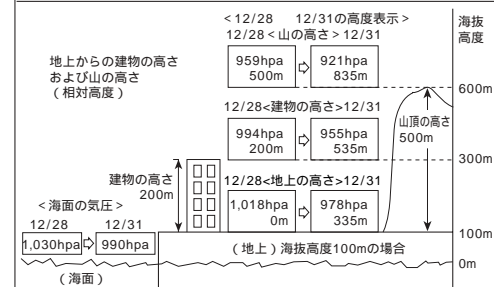 <12/28　12/31の高度表示>
12/28<山の高さ>12/31
959hpa
500m
921hpa
835m
地上からの建物の高さ
および山の高さ
(相対高度)
海抜
高度
600m
12/28<建物の高さ>12/31
994hpa
200m
955hpa
535m
山頂の高さ
500m
300m
建物の高さ
200m
12/28<地上の高さ>12/31
1,018hpa
0m
978hpa
335m
<海面の気圧>
12/28　12/31
1,030hpa
990hpa
100m
(地上)海抜高度100mの場合
0m
(海面)